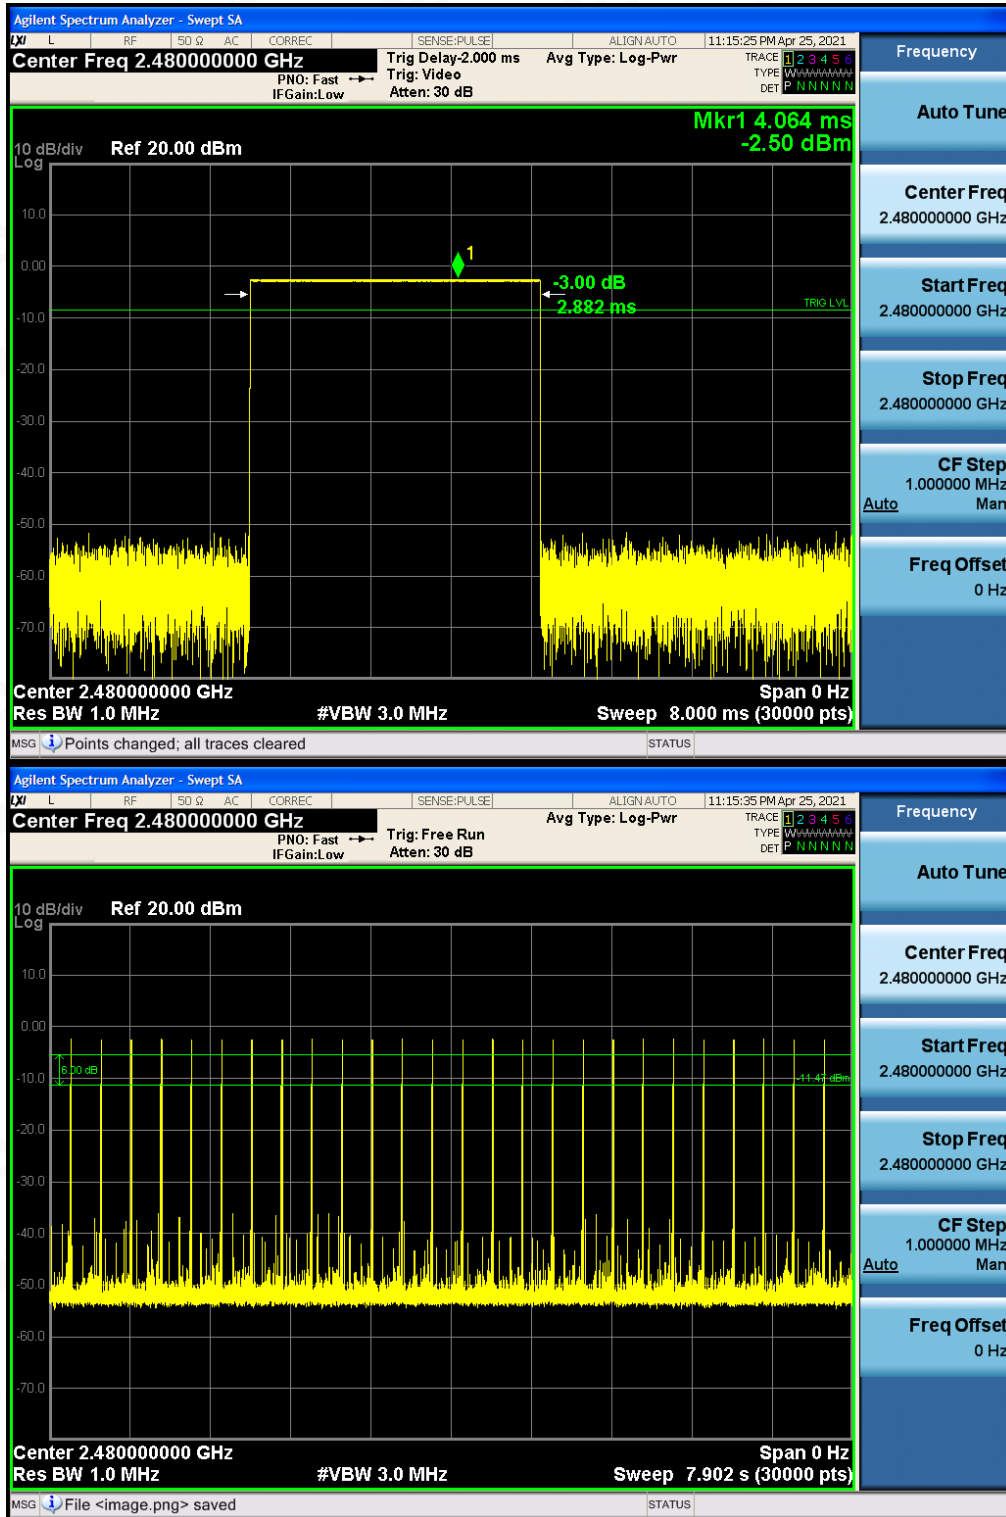 Agilent Spectrum Analyzer - Swept SA
LXI L RF 50 Ω AC CORREC SENSE:PULSE ALIGN AUTO 11:15:25 PM Apr 25, 2021
Center Freq 2.480000000 GHz
PNO: Fast
IFGain:Low
Trig Delay-2.000 ms
Trig: Video
Atten: 30 dB
Avg Type: Log-Pwr
TRACE 1 2 3 4 5 6
TYPE WWWWWWW
DET P N N N N N
Mkr1 4.064 ms
-2.50 dBm
10 dB/div Ref 20.00 dBm
Log
10.0
0.00
-10.0
-20.0
-30.0
-40.0
-50.0
-60.0
-70.0
1
-3.00 dB
2.882 ms
TRIG LVL
Center 2.480000000 GHz Span 0 Hz
Res BW 1.0 MHz #VBW 3.0 MHz Sweep 8.000 ms (30000 pts)
MSG Points changed; all traces cleared STATUS
Frequency
Auto Tune
Center Freq
2.480000000 GHz
Start Freq
2.480000000 GHz
Stop Freq
2.480000000 GHz
CF Step
1.000000 MHz
Auto Man
Freq Offset
0 Hz
Agilent Spectrum Analyzer - Swept SA
LXI L RF 50 Ω AC CORREC SENSE:PULSE ALIGN AUTO 11:15:35 PM Apr 25, 2021
Center Freq 2.480000000 GHz
PNO: Fast
IFGain:Low
Trig: Free Run
Atten: 30 dB
Avg Type: Log-Pwr
TRACE 1 2 3 4 5 6
TYPE WWWWWWW
DET P N N N N N
10 dB/div Ref 20.00 dBm
Log
10.0
0.00
-10.0
-20.0
-30.0
-40.0
-50.0
-60.0
-70.0
6.00 dB
-11.47 dBm
Center 2.480000000 GHz Span 0 Hz
Res BW 1.0 MHz #VBW 3.0 MHz Sweep 7.902 s (30000 pts)
MSG File <image.png> saved STATUS
Frequency
Auto Tune
Center Freq
2.480000000 GHz
Start Freq
2.480000000 GHz
Stop Freq
2.480000000 GHz
CF Step
1.000000 MHz
Auto Man
Freq Offset
0 Hz